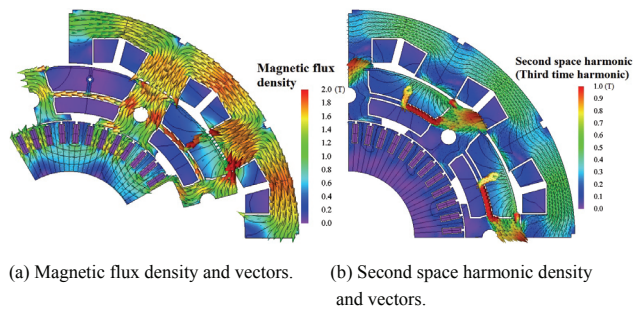 Magnetic flux
density
2.0 (T)
1.8
1.6
1.4
1.2
1.0
0.8
0.6
0.4
0.2
0.0
Second space harmonic
(Third time harmonic)
1.0 (T)
0.9
0.8
0.7
0.6
0.5
0.4
0.3
0.2
0.1
0.0
(a) Magnetic flux density and vectors.
(b) Second space harmonic density
and vectors.